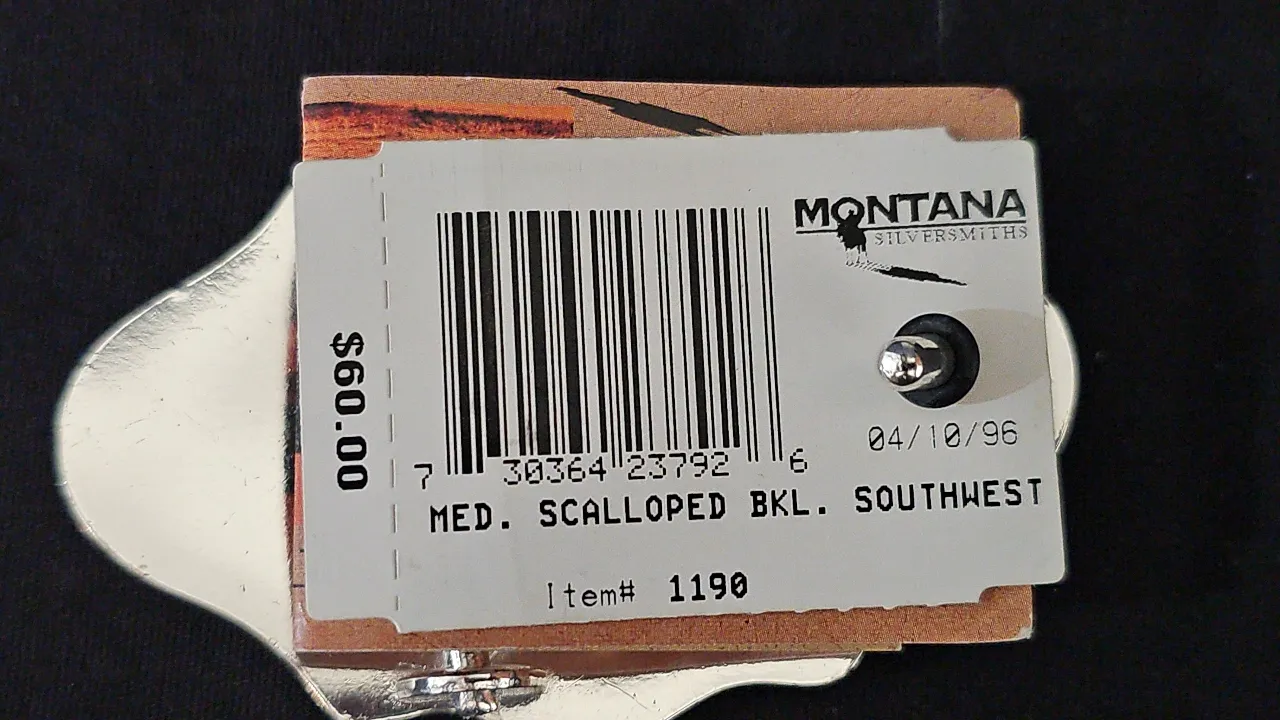 MONTANA
SILVERSMITHS
$60.00
7 30364 23792 6
04/10/96
MED. SCALLOPED BKL. SOUTHWEST
Item# 1190